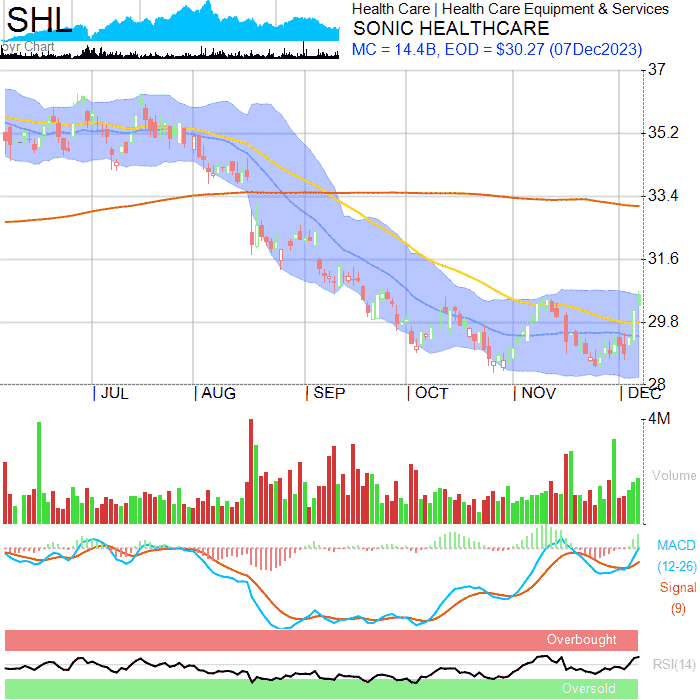 SHL
5yr Chart
Health Care | Health Care Equipment & Services
SONIC HEALTHCARE
MC = 14.4B, EOD = $30.27 (07Dec2023)
37
35.2
33.4
31.6
29.8
28
| JUL | AUG | SEP | OCT | NOV | DEC
4M
Volume
MACD
(12-26)
Signal
(9)
Overbought
RSI(14)
Oversold